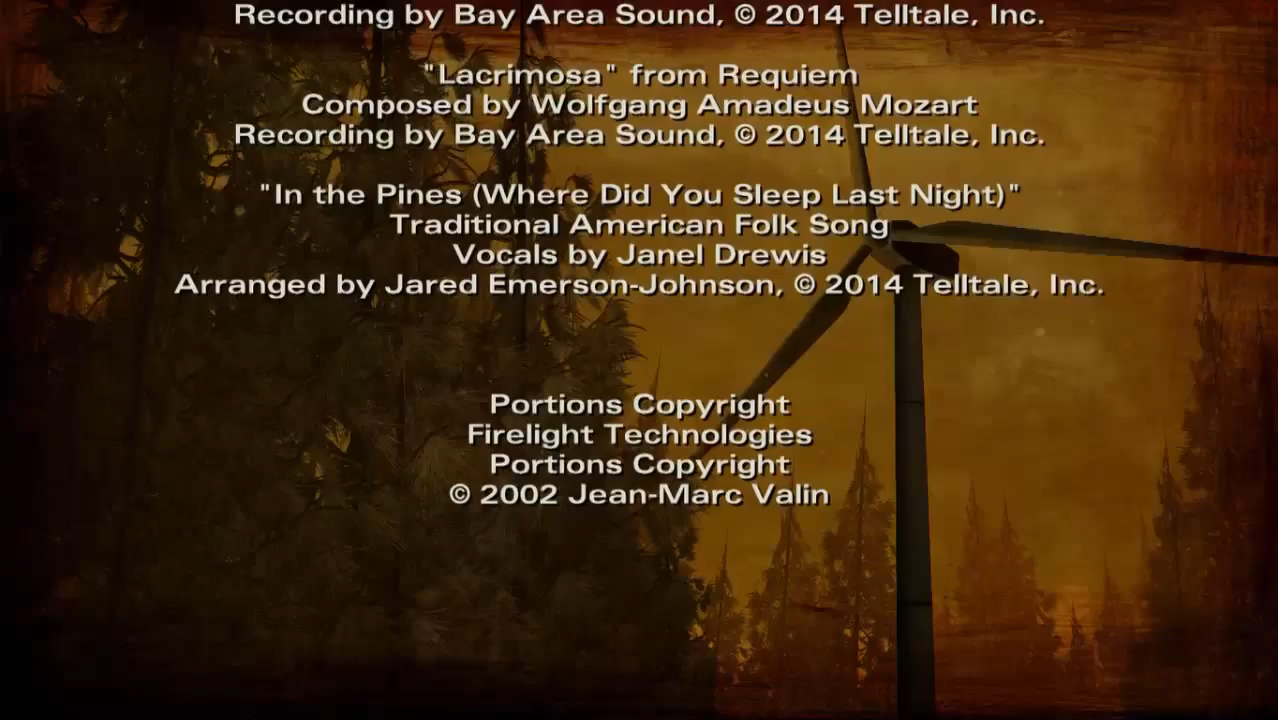 Recording by Bay Area Sound, © 2014 Telltale, Inc.
"Lacrimosa" from Requiem
Composed by Wolfgang Amadeus Mozart
Recording by Bay Area Sound, © 2014 Telltale, Inc.
"In the Pines (Where Did You Sleep Last Night)"
Traditional American Folk Song
Vocals by Janel Drewis
Arranged by Jared Emerson-Johnson, © 2014 Telltale, Inc.
Portions Copyright
Firelight Technologies
Portions Copyright
© 2002 Jean-Marc Valin